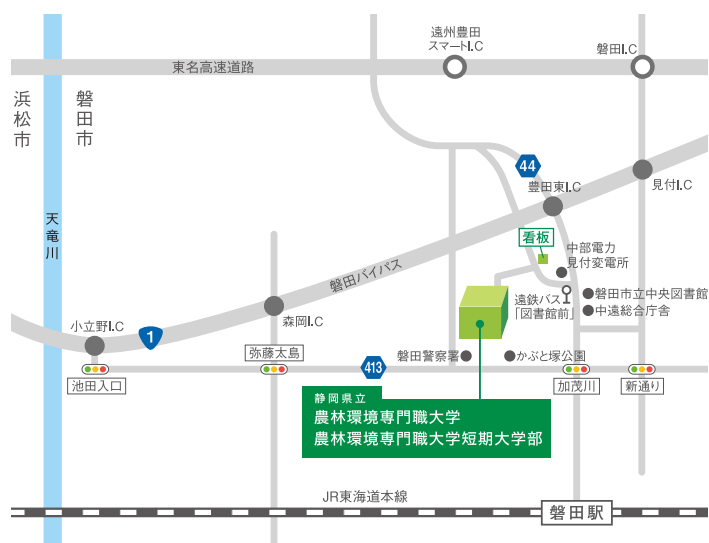 遠州豊田
スマートI.C
磐田I.C
東名高速道路
浜松市
磐田市
44
見付I.C
豊田東I.C
天竜川
看板
中部電力
見付変電所
磐田バイパス
遠鉄バス
「図書館前」
磐田市立中央図書館
中遠総合庁舎
森岡I.C
小立野I.C
1
弥藤太島
磐田警察署
かぶと塚公園
413
池田入口
加茂川
新通り
静岡県立
農林環境専門職大学
農林環境専門職大学短期大学部
JR東海道本線
磐田駅